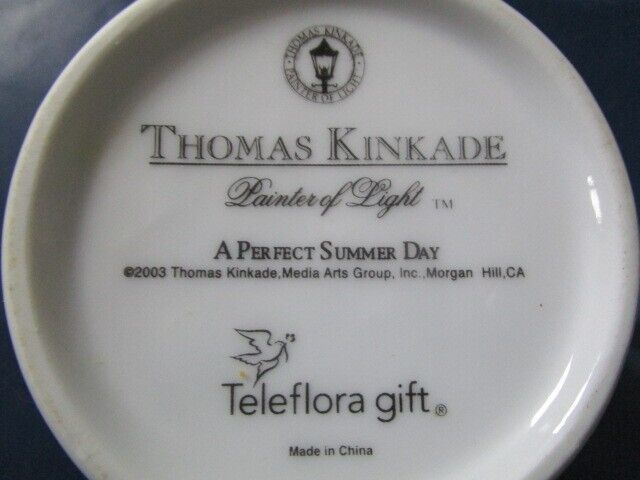 · THOMAS KINKADE ·
PAINTER OF LIGHT
THOMAS KINKADE
Painter of Light TM
A PERFECT SUMMER DAY
©2003 Thomas Kinkade,Media Arts Group, Inc.,Morgan Hill,CA
Teleflora gift®
Made in China